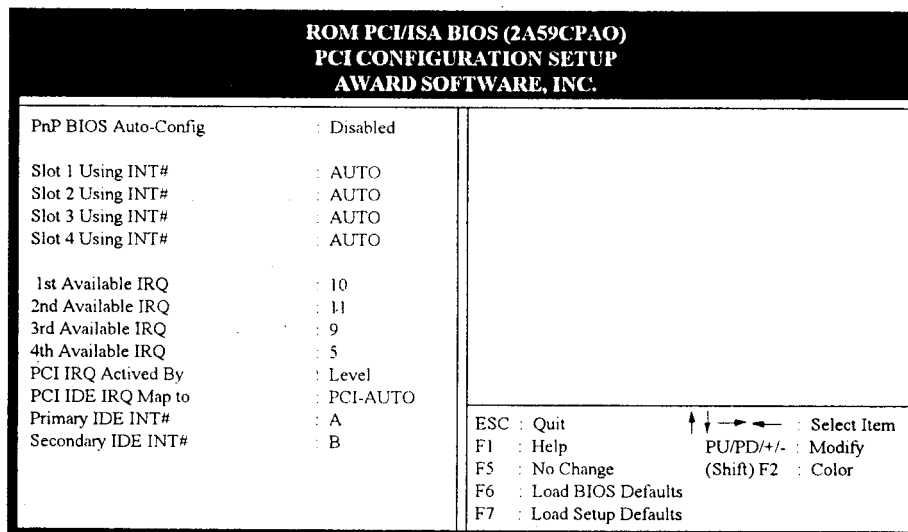 ROM PCI/ISA BIOS (2A59CPAO)
PCI CONFIGURATION SETUP
AWARD SOFTWARE, INC.
PnP BIOS Auto-Config : Disabled
Slot 1 Using INT# : AUTO
Slot 2 Using INT# : AUTO
Slot 3 Using INT# : AUTO
Slot 4 Using INT# : AUTO
1st Available IRQ : 10
2nd Available IRQ : 11
3rd Available IRQ : 9
4th Available IRQ : 5
PCI IRQ Actived By : Level
PCI IDE IRQ Map to : PCI-AUTO
Primary IDE INT# : A
Secondary IDE INT# : B
ESC : Quit ↑ ↓ → ← : Select Item
F1 : Help PU/PD/+/- : Modify
F5 : No Change (Shift) F2 : Color
F6 : Load BIOS Defaults
F7 : Load Setup Defaults